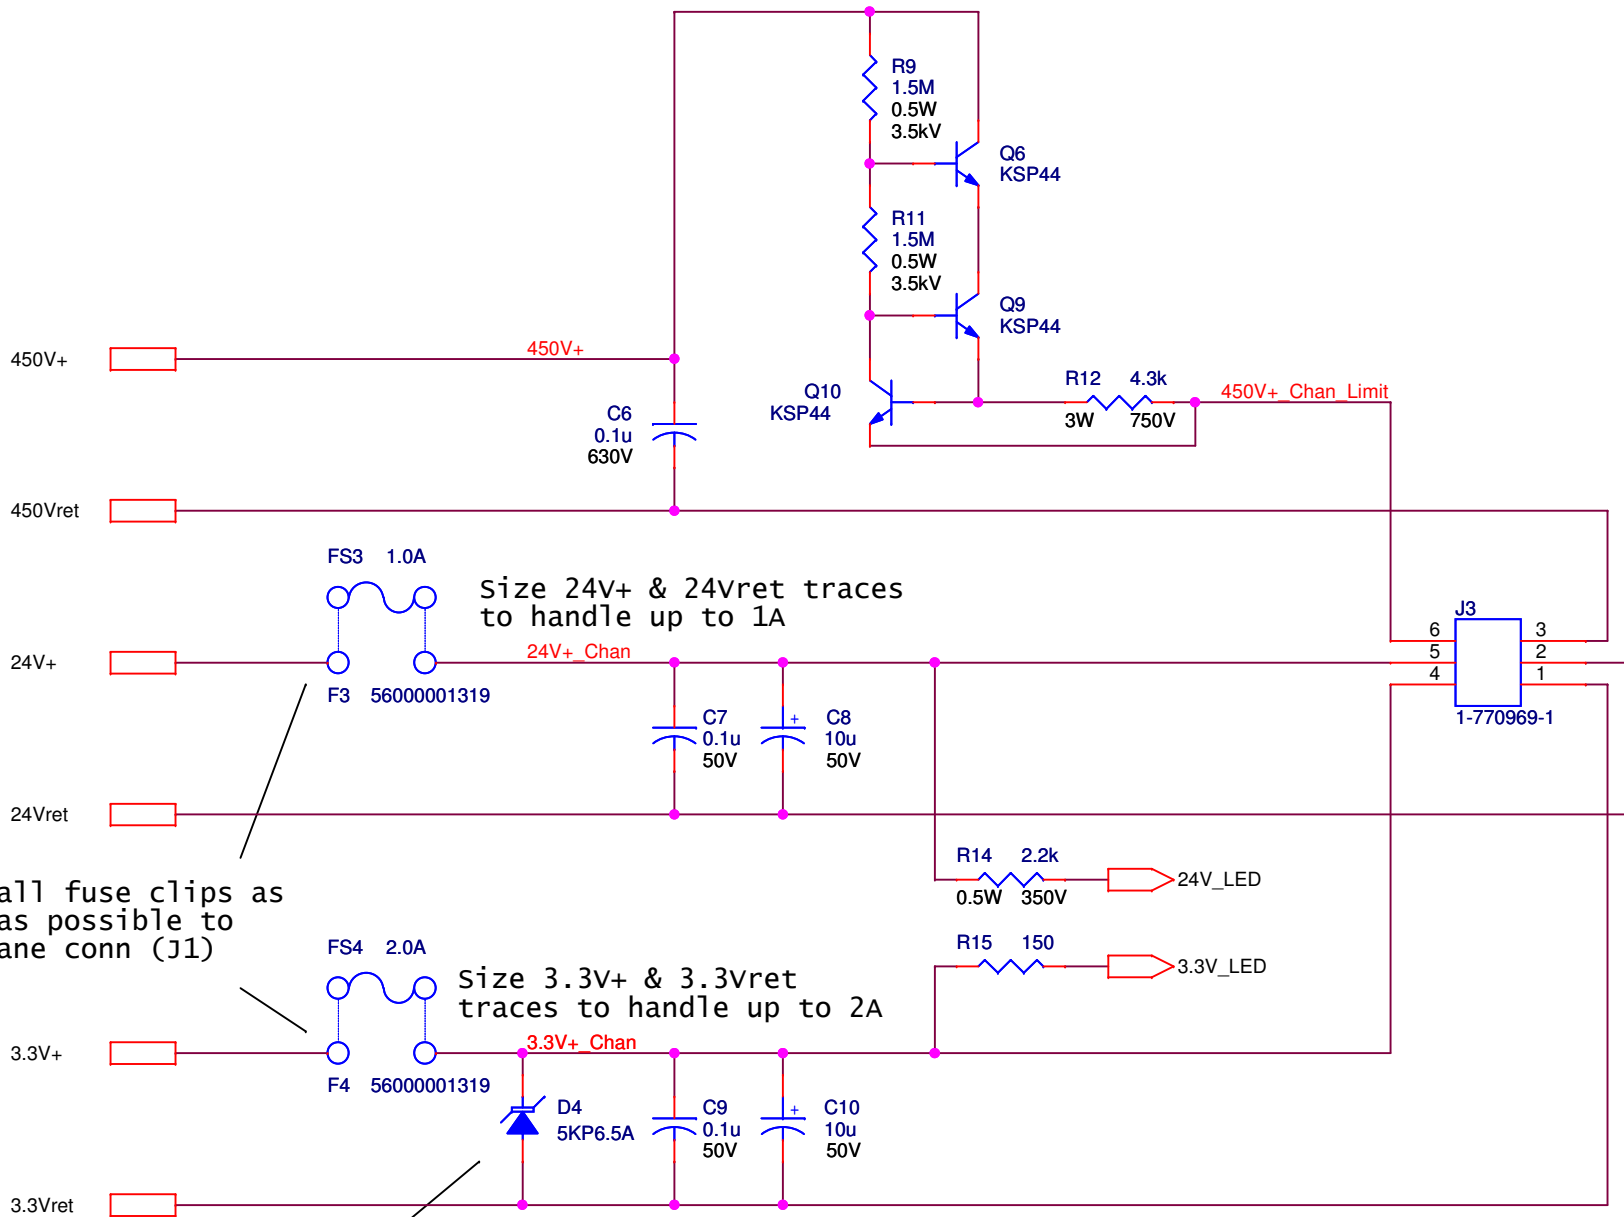 R9
1.5M
0.5W
3.5kV
Q6
KSP44
R11
1.5M
0.5W
3.5kV
Q9
KSP44
450V+
450V+
Q10
KSP44
R12 4.3k
3W 750V
450V+_Chan_Limit
C6
0.1u
630V
450Vret
FS3 1.0A
Size 24V+ & 24Vret traces
to handle up to 1A
24V+
24V+_Chan
F3 56000001319
J3
6 3
5 2
4 1
1-770969-1
C7
0.1u
50V
+
C8
10u
50V
24Vret
R14 2.2k
0.5W 350V
24V_LED
all fuse clips as
as possible to
ane conn (J1)
R15 150
3.3V_LED
FS4 2.0A
Size 3.3V+ & 3.3Vret
traces to handle up to 2A
3.3V+
3.3V+_Chan
F4 56000001319
D4
5KP6.5A
C9
0.1u
50V
+
C10
10u
50V
3.3Vret